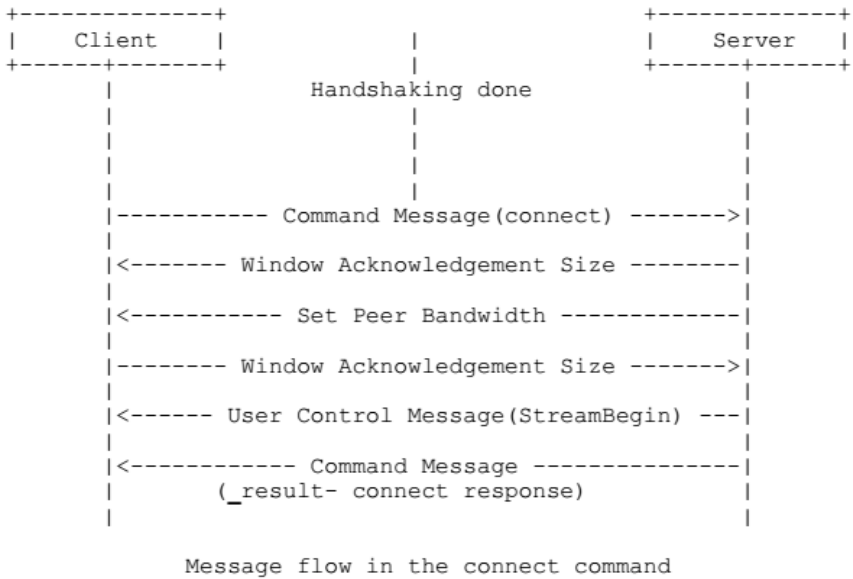 +--------------+                              +-------------+
|    Client    |             |                |    Server   |
+------+-------+             |                +------+------+
       |              Handshaking done               |
       |                     |                       |
       |                     |                       |
       |                     |                       |
       |                     |                       |
       |----------- Command Message(connect) ------->|
       |                                             |
       |<------- Window Acknowledgement Size --------|
       |                                             |
       |<----------- Set Peer Bandwidth -------------|
       |                                             |
       |-------- Window Acknowledgement Size ------->|
       |                                             |
       |<------ User Control Message(StreamBegin) ---|
       |                                             |
       |<------------ Command Message ---------------|
       |       (_result- connect response)           |
       |                                             |
Message flow in the connect command